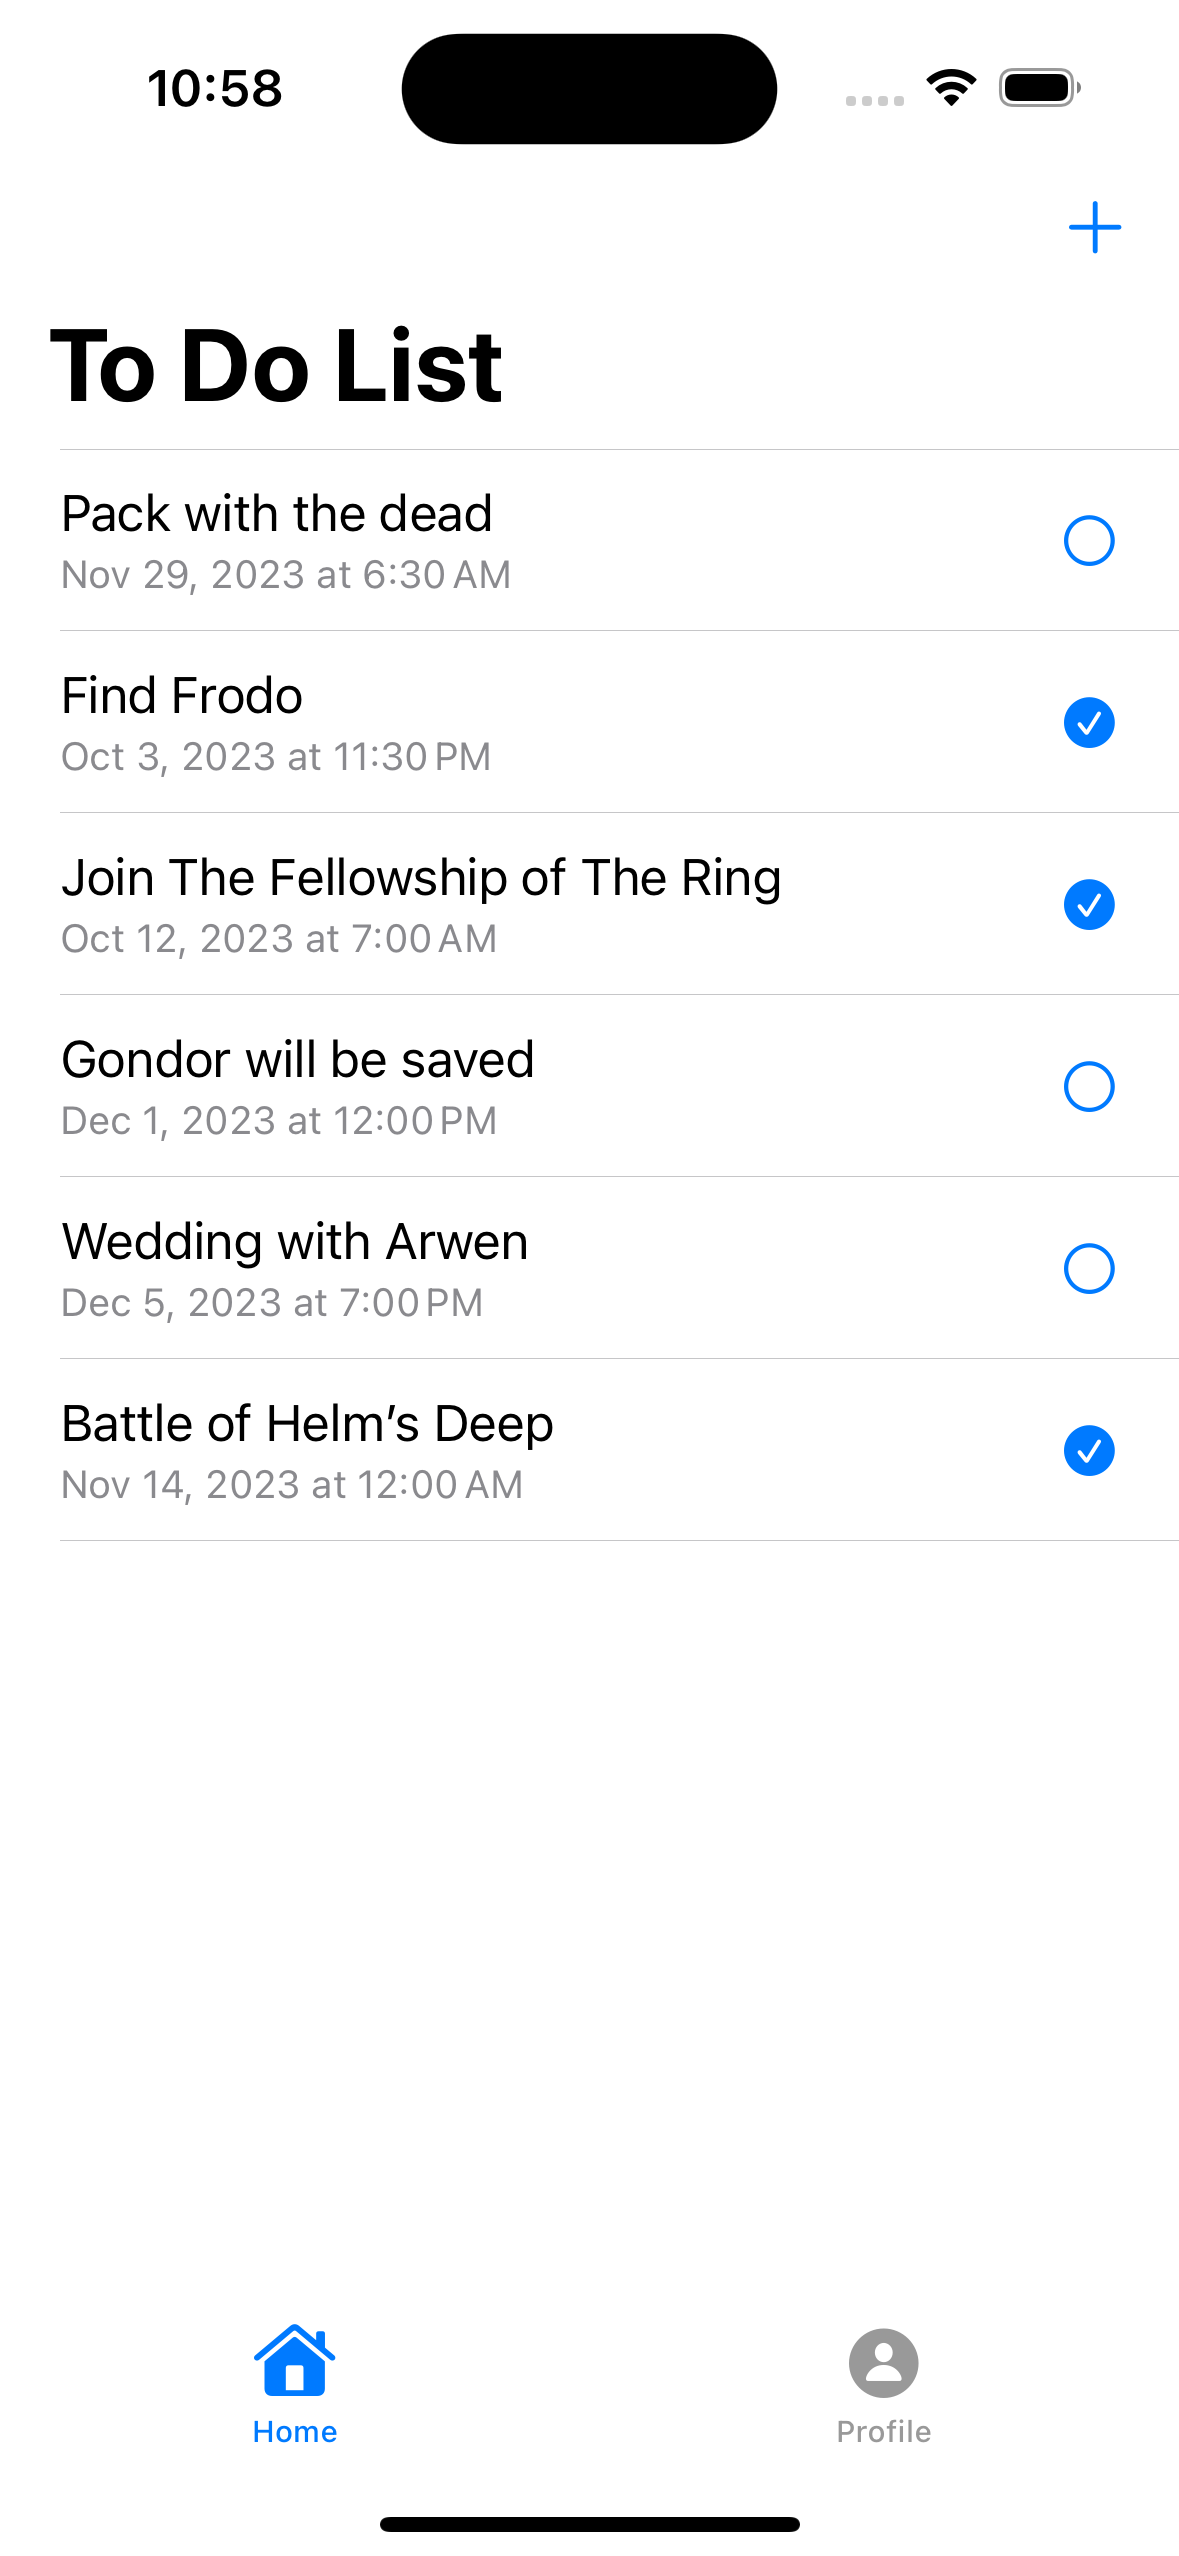 10:58
To Do List
Pack with the dead
Nov 29, 2023 at 6:30 AM
Find Frodo
Oct 3, 2023 at 11:30 PM
Join The Fellowship of The Ring
Oct 12, 2023 at 7:00 AM
Gondor will be saved
Dec 1, 2023 at 12:00 PM
Wedding with Arwen
Dec 5, 2023 at 7:00 PM
Battle of Helm’s Deep
Nov 14, 2023 at 12:00 AM
Home
Profile